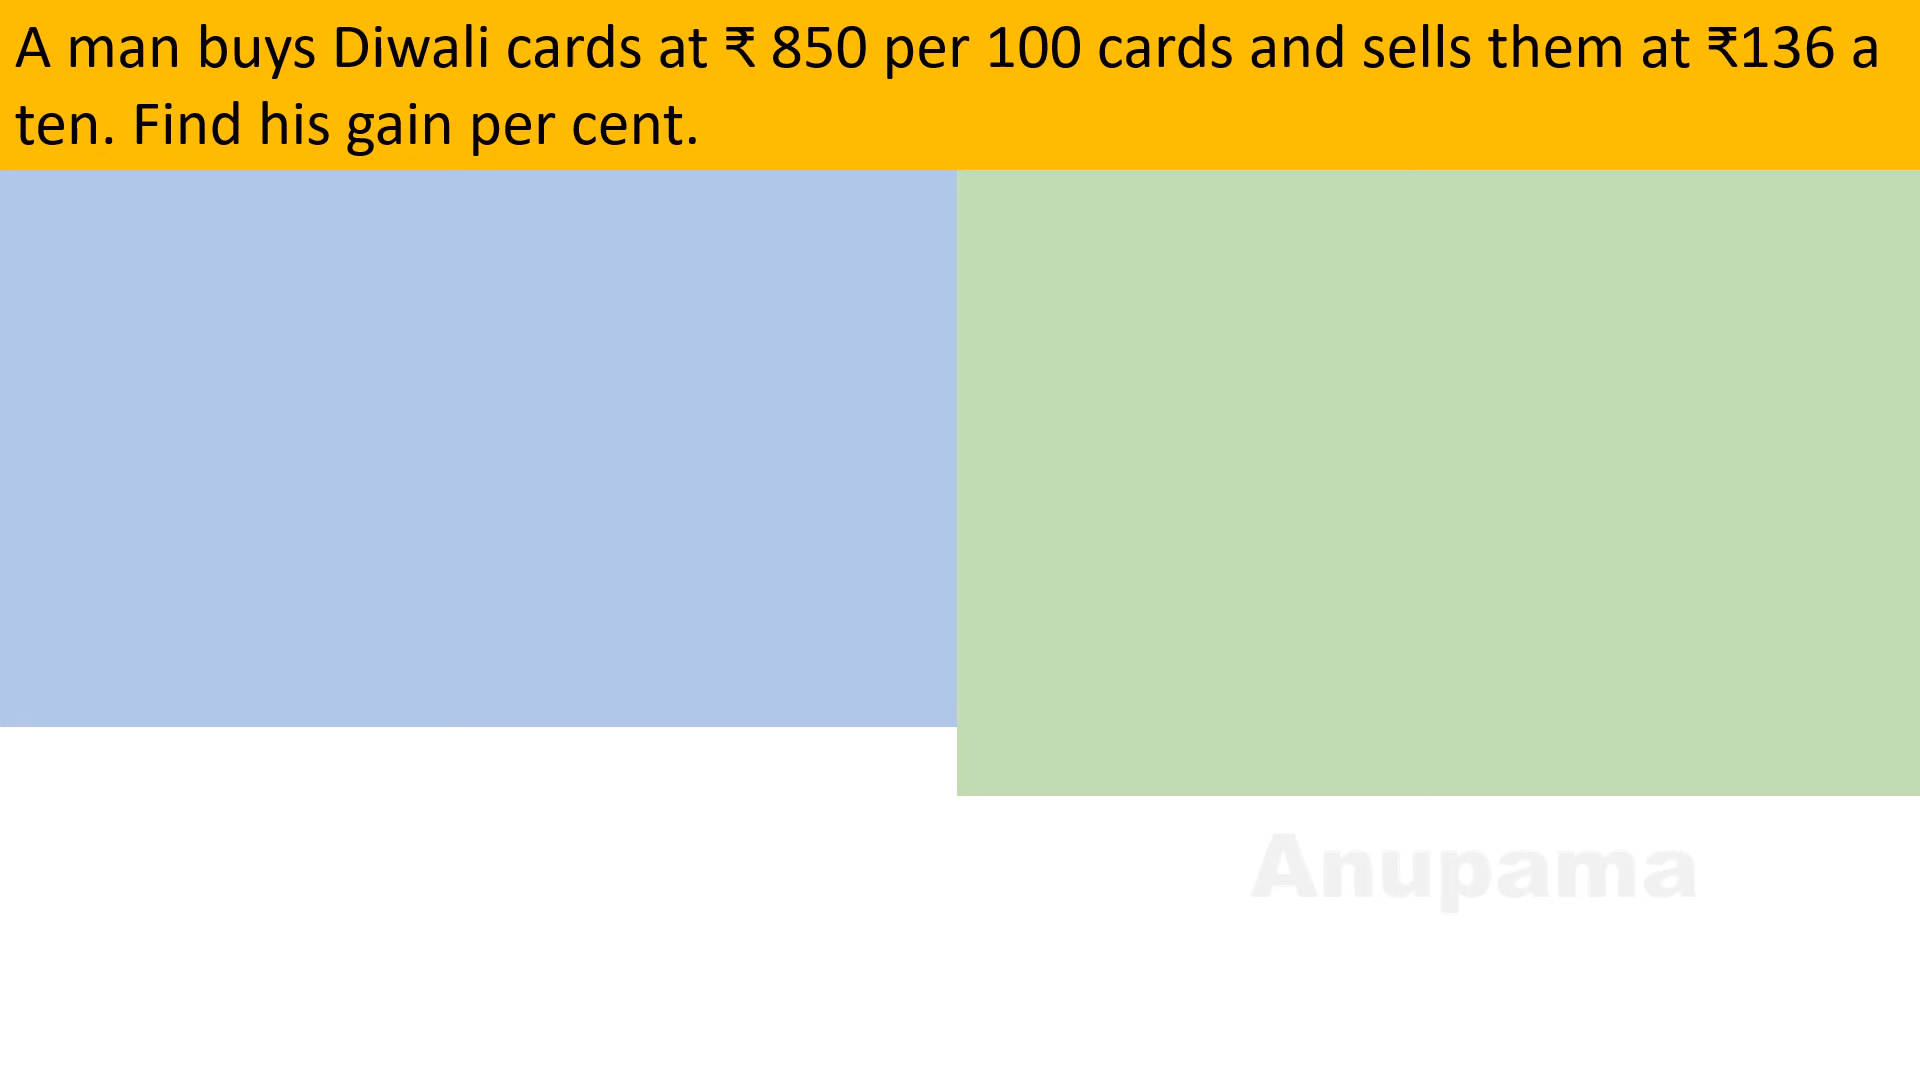 A man buys Diwali cards at ₹ 850 per 100 cards and sells them at ₹136 a
ten. Find his gain per cent.
Anupama